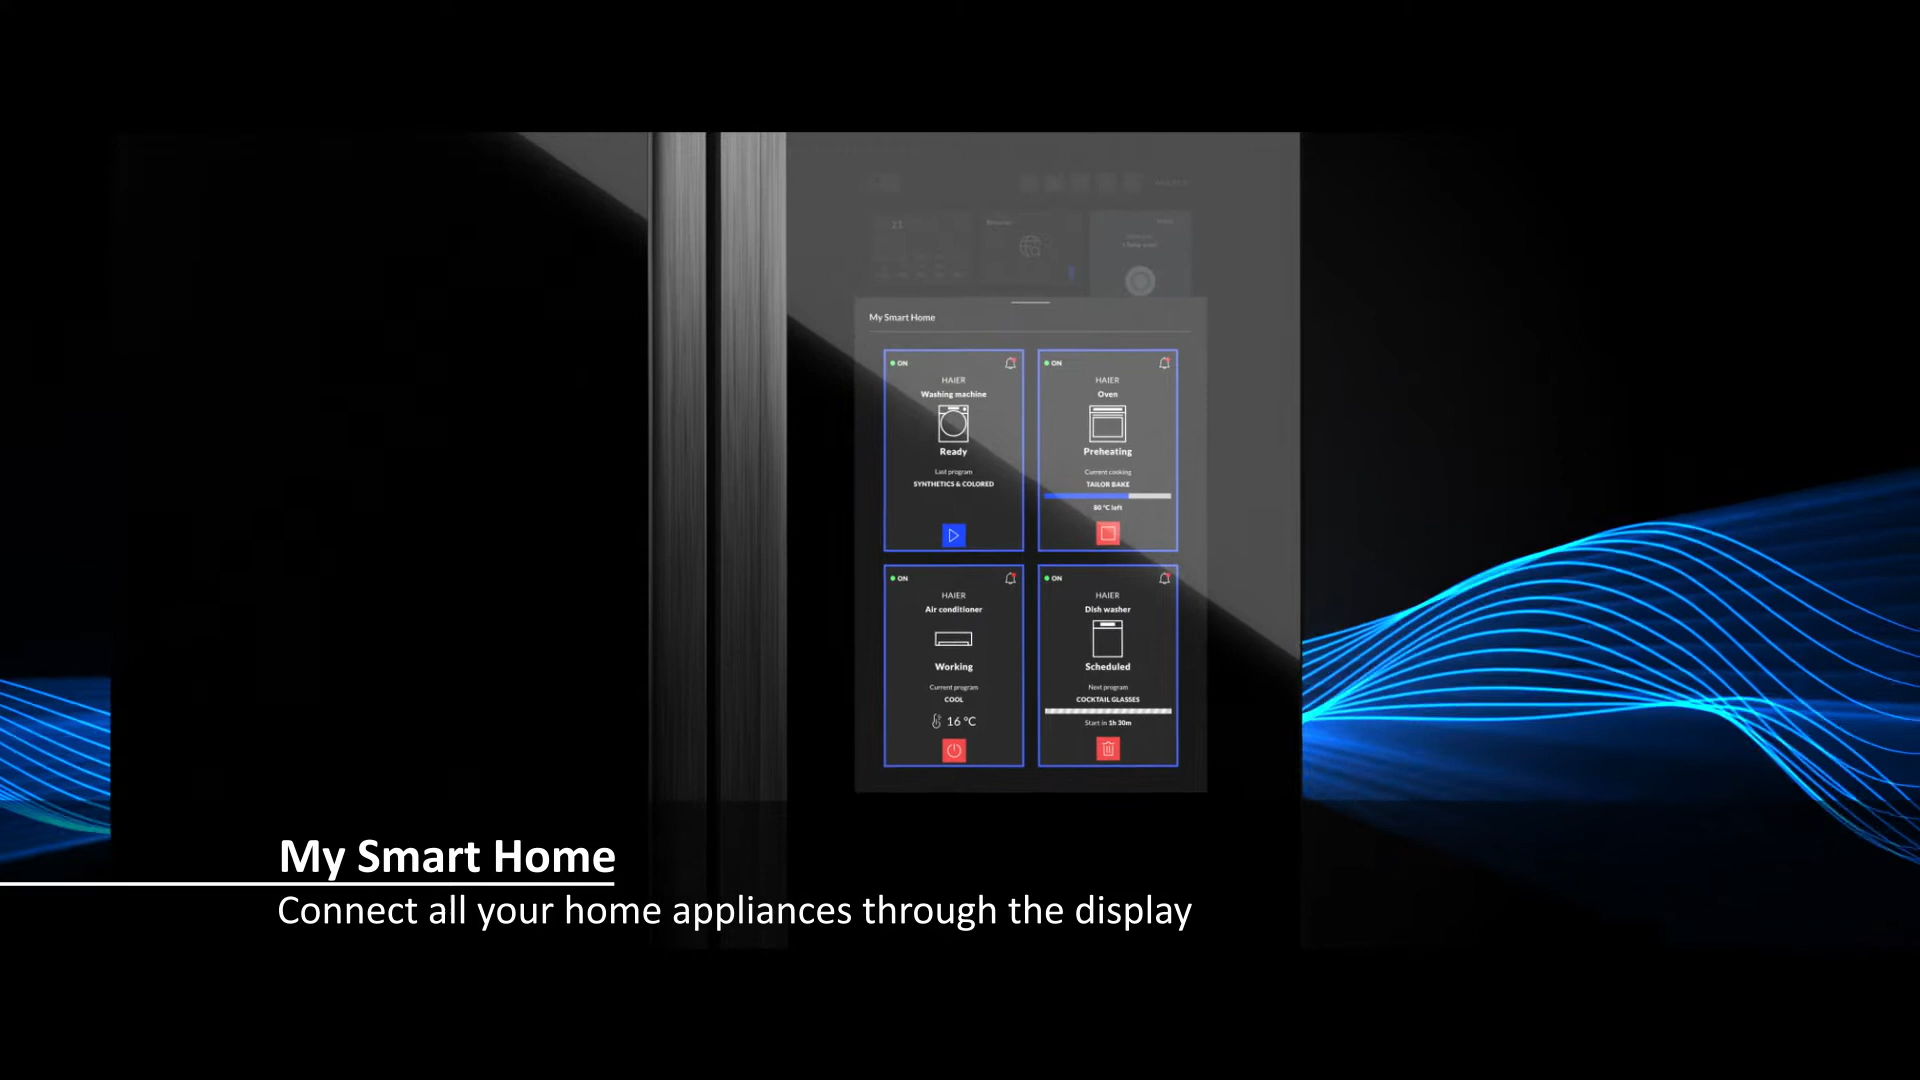 21
My Smart Home
ON
HAIER
Washing machine
Ready
Last program
SYNTHETICS & COLORED
ON
HAIER
Oven
Preheating
Current cooking
TAILOR BAKE
80 °C left
ON
HAIER
Air conditioner
Working
Current program
COOL
16 °C
ON
HAIER
Dish washer
Scheduled
Next program
COCKTAIL GLASSES
Start in 1h 30m
My Smart Home
Connect all your home appliances through the display